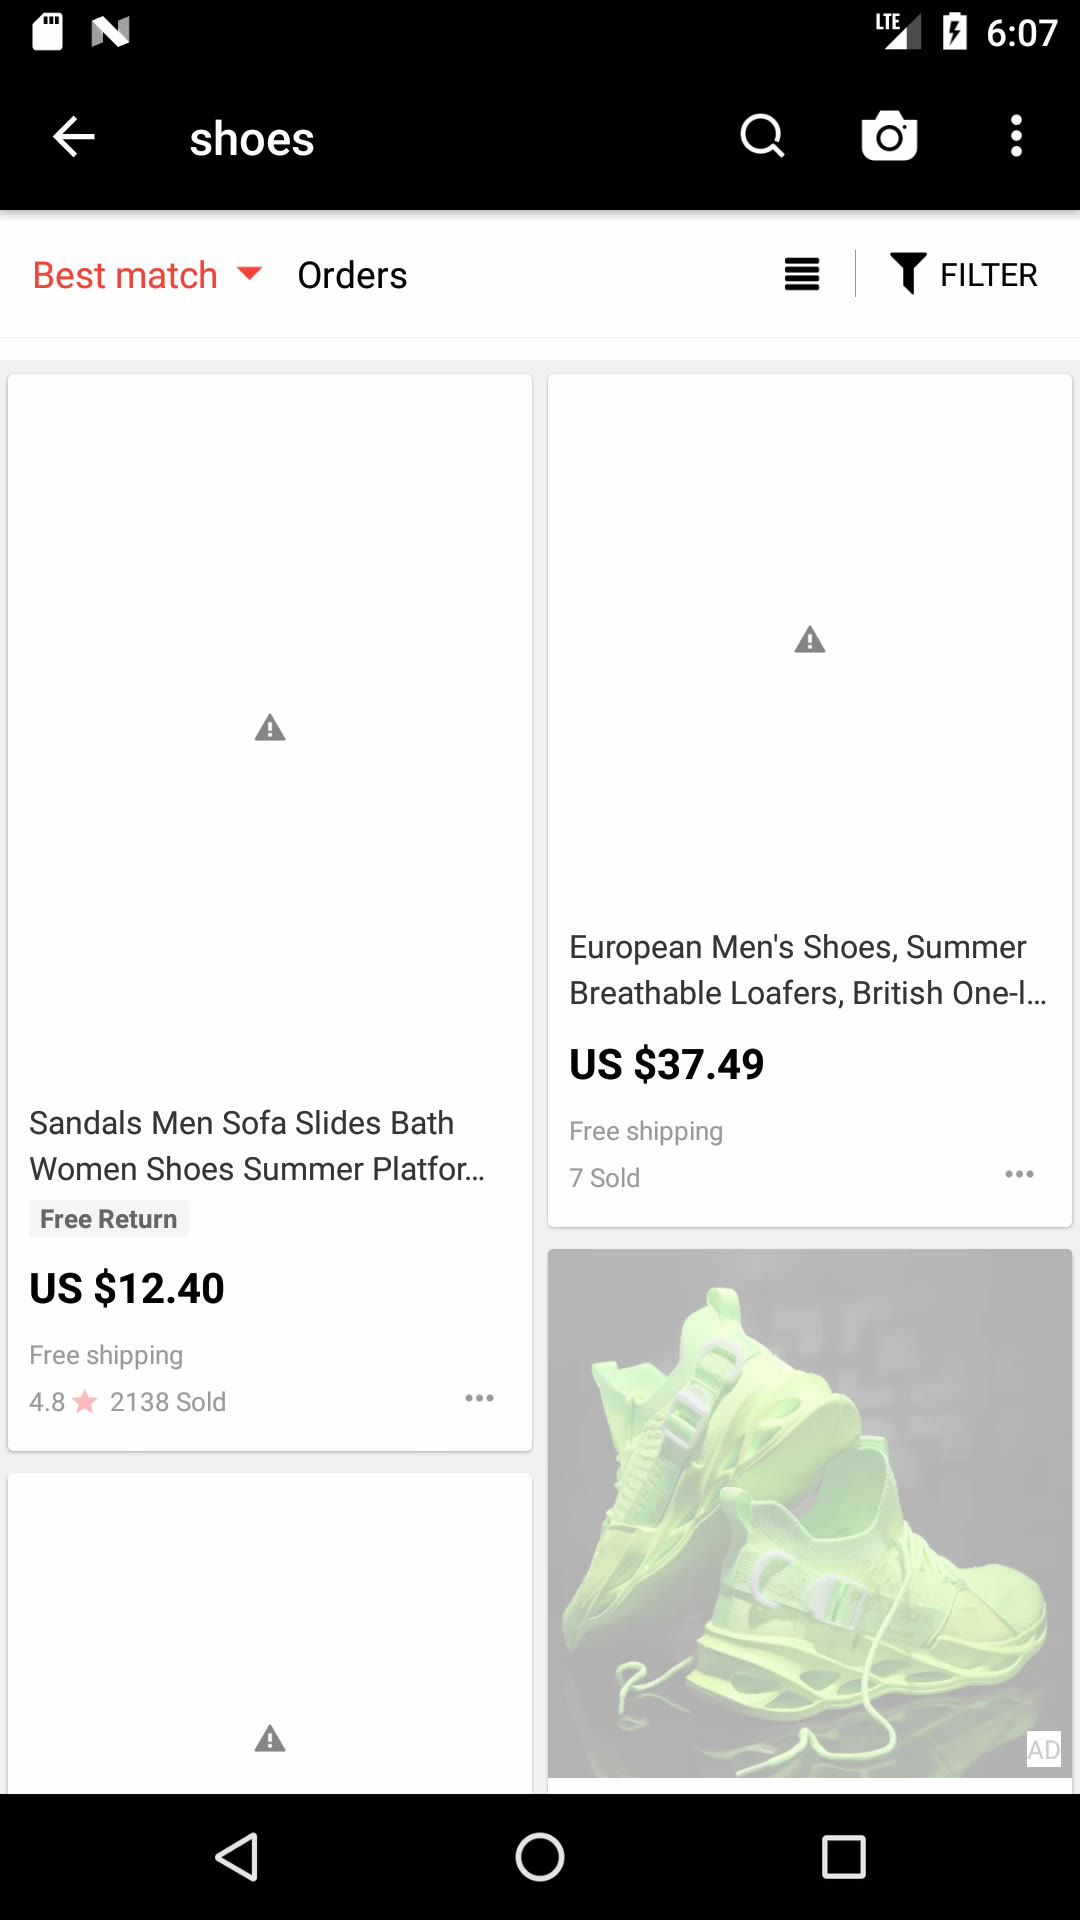 LTE 6:07
shoes
Best match Orders FILTER
European Men's Shoes, Summer
Breathable Loafers, British One-l...
US $37.49
Free shipping
7 Sold
Sandals Men Sofa Slides Bath
Women Shoes Summer Platfor...
Free Return
US $12.40
Free shipping
4.8 2138 Sold
AD